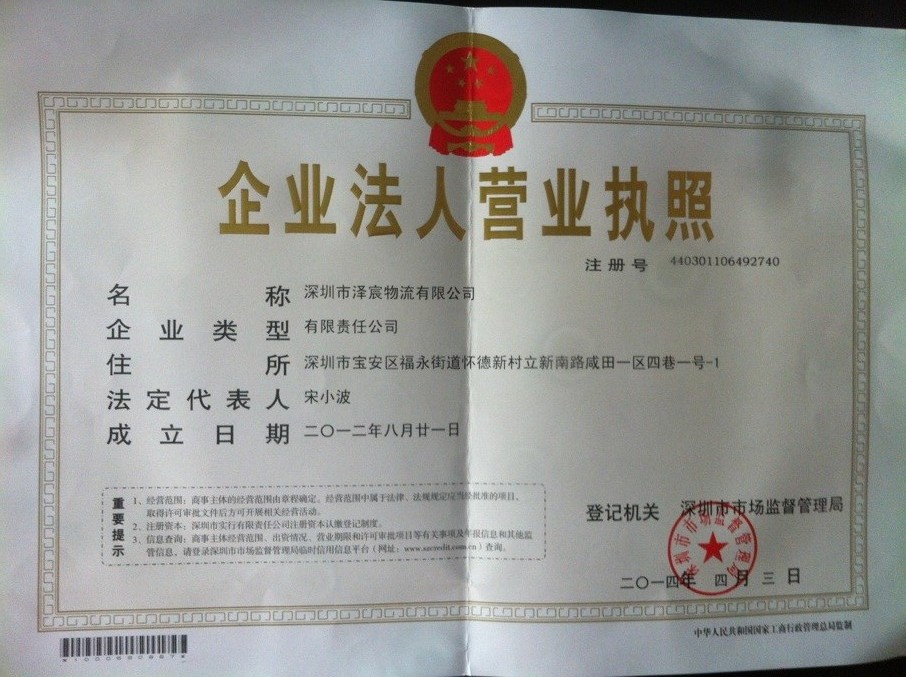 企业法人营业执照
注册号 440301106492740
名称 深圳市泽宸物流有限公司
企业类型 有限责任公司
住所 深圳市宝安区福永街道怀德新村立新南路咸田一区四巷一号-1
法定代表人 宋小波
成立日期 二〇一二年八月廿一日
重要提示
1、经营范围：商事主体的经营范围由章程确定。经营范围中属于法律、法规规定应当经批准的项目，
取得许可审批文件后方可开展相关经营活动。
2、注册资本：深圳市实行有限责任公司注册资本认缴登记制度。
3、信息查询：商事主体经营范围、出资情况、营业期限和许可审批项目等有关事项及年报信息和其他监
管信息，请登录深圳市市场监督管理局临时信用信息平台（网址：www.szcredit.com.cn）查询。
登记机关 深圳市市场监督管理局
深圳市市场监督管理局
二〇一四年四月三日
中华人民共和国国家工商行政管理总局监制